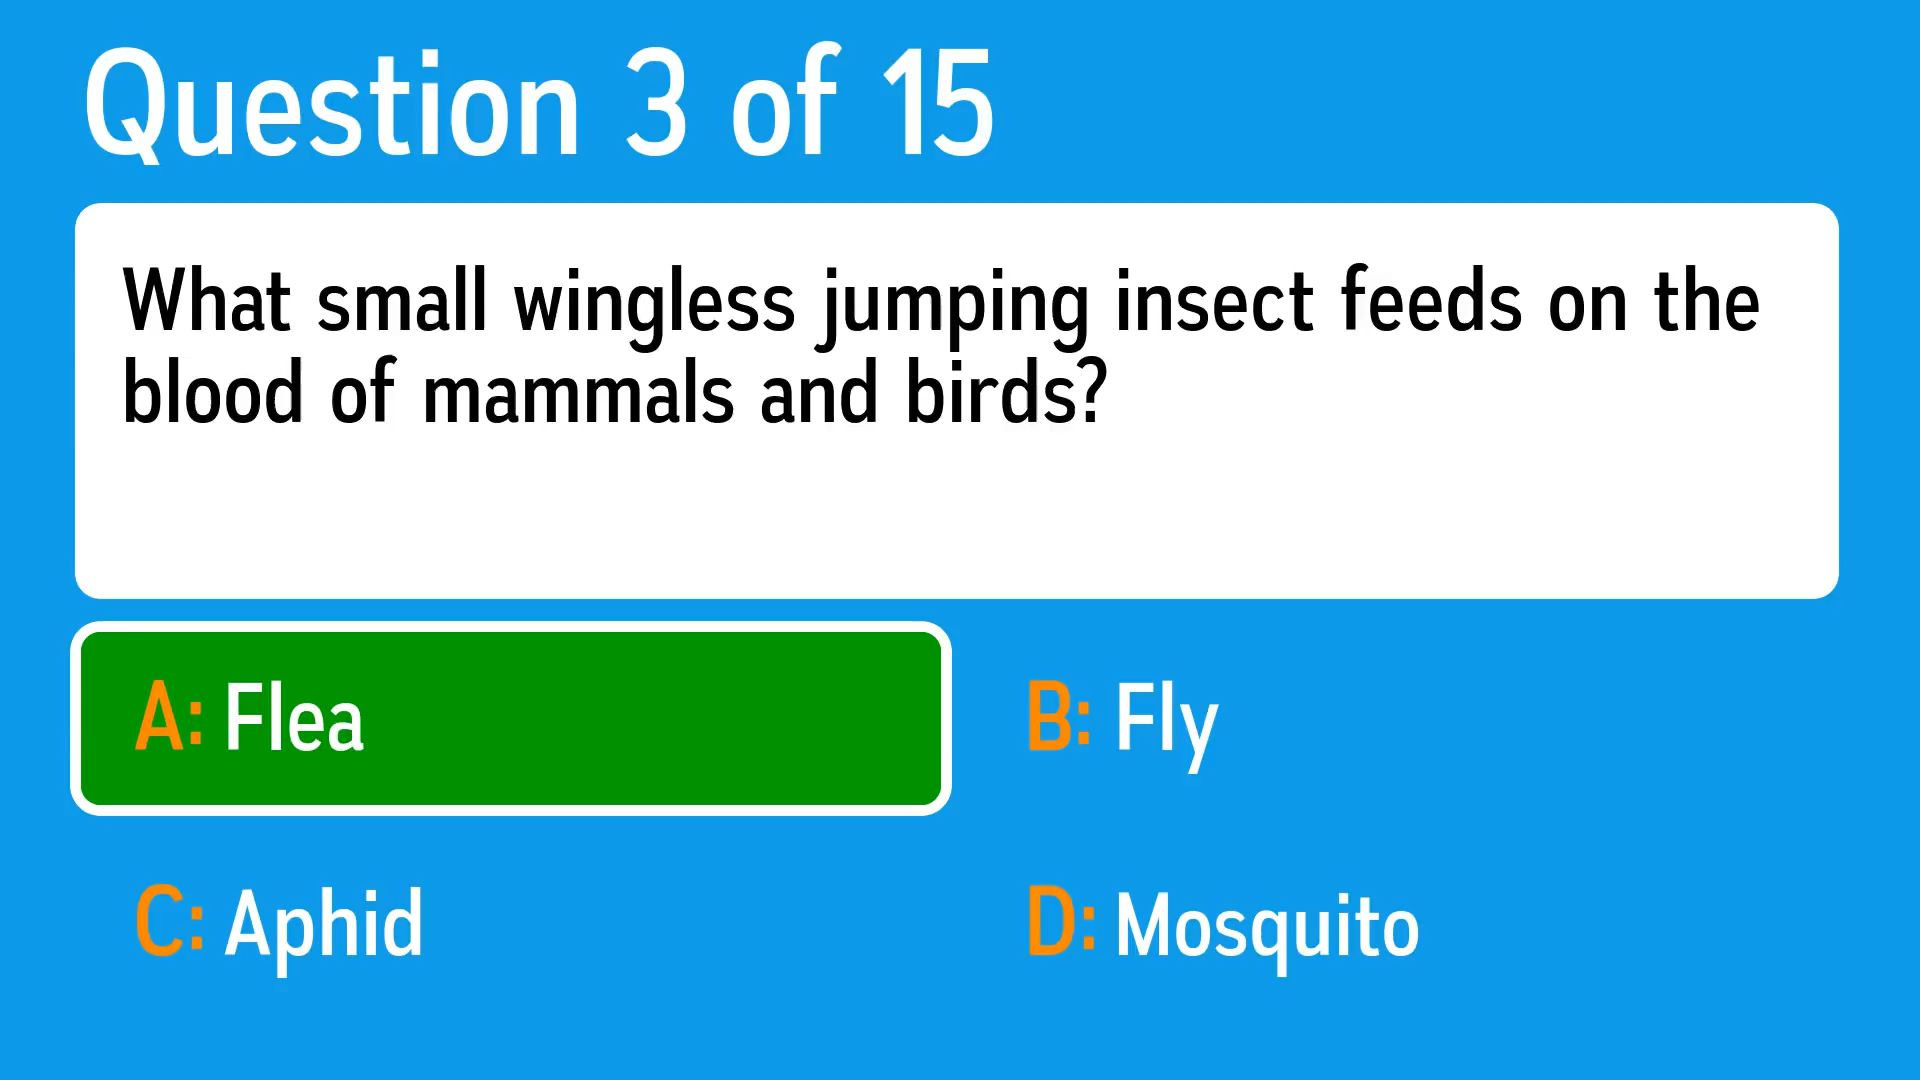 Question 3 of 15
What small wingless jumping insect feeds on the
blood of mammals and birds?
A: Flea
B: Fly
C: Aphid
D: Mosquito